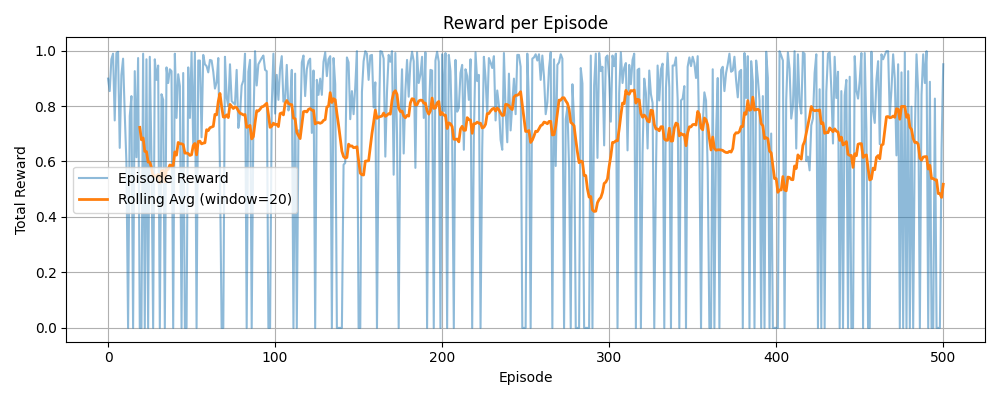 Reward per Episode
1.0
0.8
0.6
0.4
0.2
0.0
Total Reward
Episode Reward
Rolling Avg (window=20)
0 100 200 300 400 500
Episode